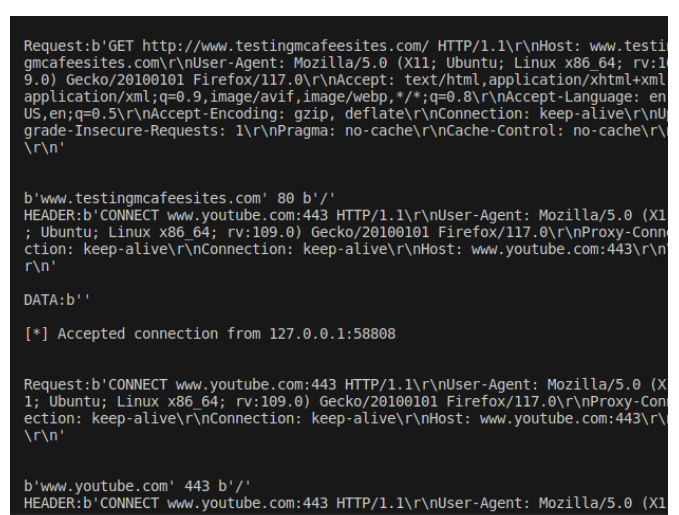 Request:b'GET http://www.testingmcafeesites.com/ HTTP/1.1\r\nHost: www.testi
gmcafeesites.com\r\nUser-Agent: Mozilla/5.0 (X11; Ubuntu; Linux x86_64; rv:1
9.0) Gecko/20100101 Firefox/117.0\r\nAccept: text/html,application/xhtml+xml
application/xml;q=0.9,image/avif,image/webp,*/*;q=0.8\r\nAccept-Language: en
US,en;q=0.5\r\nAccept-Encoding: gzip, deflate\r\nConnection: keep-alive\r\nU
grade-Insecure-Requests: 1\r\nPragma: no-cache\r\nCache-Control: no-cache\r\
\r\n'
b'www.testingmcafeesites.com' 80 b'/'
HEADER:b'CONNECT www.youtube.com:443 HTTP/1.1\r\nUser-Agent: Mozilla/5.0 (X1
; Ubuntu; Linux x86_64; rv:109.0) Gecko/20100101 Firefox/117.0\r\nProxy-Conn
ction: keep-alive\r\nConnection: keep-alive\r\nHost: www.youtube.com:443\r\n
r\n'
DATA:b''
[*] Accepted connection from 127.0.0.1:58808
Request:b'CONNECT www.youtube.com:443 HTTP/1.1\r\nUser-Agent: Mozilla/5.0 (X
1; Ubuntu; Linux x86_64; rv:109.0) Gecko/20100101 Firefox/117.0\r\nProxy-Con
ection: keep-alive\r\nConnection: keep-alive\r\nHost: www.youtube.com:443\r\
\r\n'
b'www.youtube.com' 443 b'/'
HEADER:b'CONNECT www.youtube.com:443 HTTP/1.1\r\nUser-Agent: Mozilla/5.0 (X1